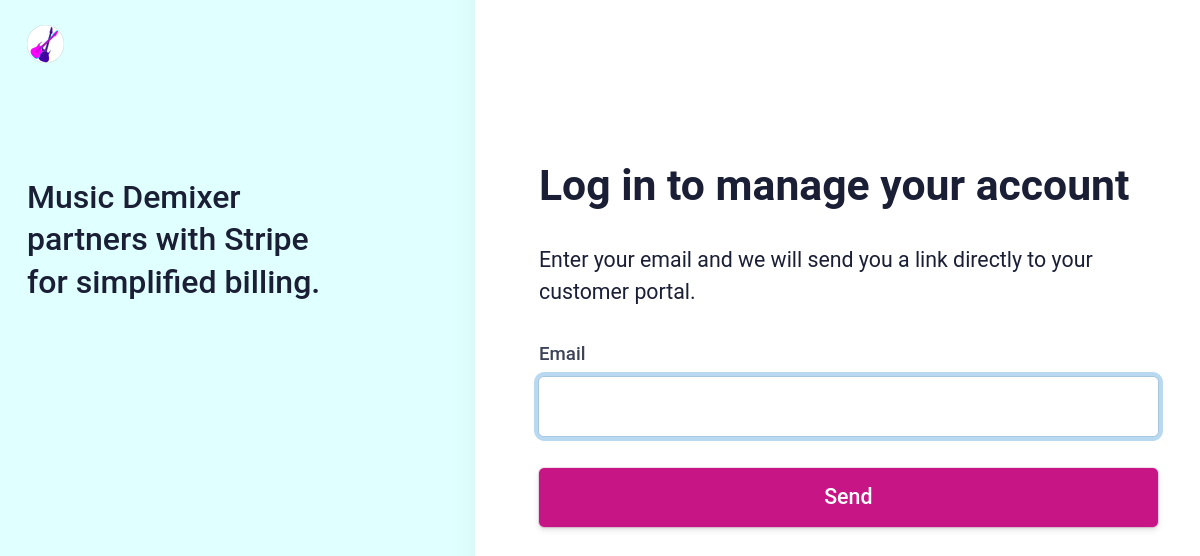 Music Demixer
partners with Stripe
for simplified billing.
Log in to manage your account
Enter your email and we will send you a link directly to your
customer portal.
Email
Send